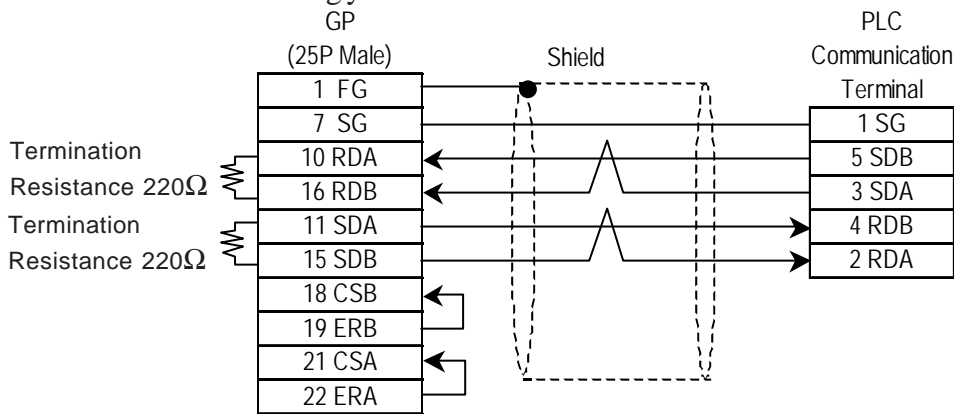 GP
(25P Male)
Shield
PLC
Communication
Terminal
1 FG
7 SG
10 RDA
16 RDB
11 SDA
15 SDB
18 CSB
19 ERB
21 CSA
22 ERA
Termination
Resistance 220Ω
Termination
Resistance 220Ω
1 SG
5 SDB
3 SDA
4 RDB
2 RDA